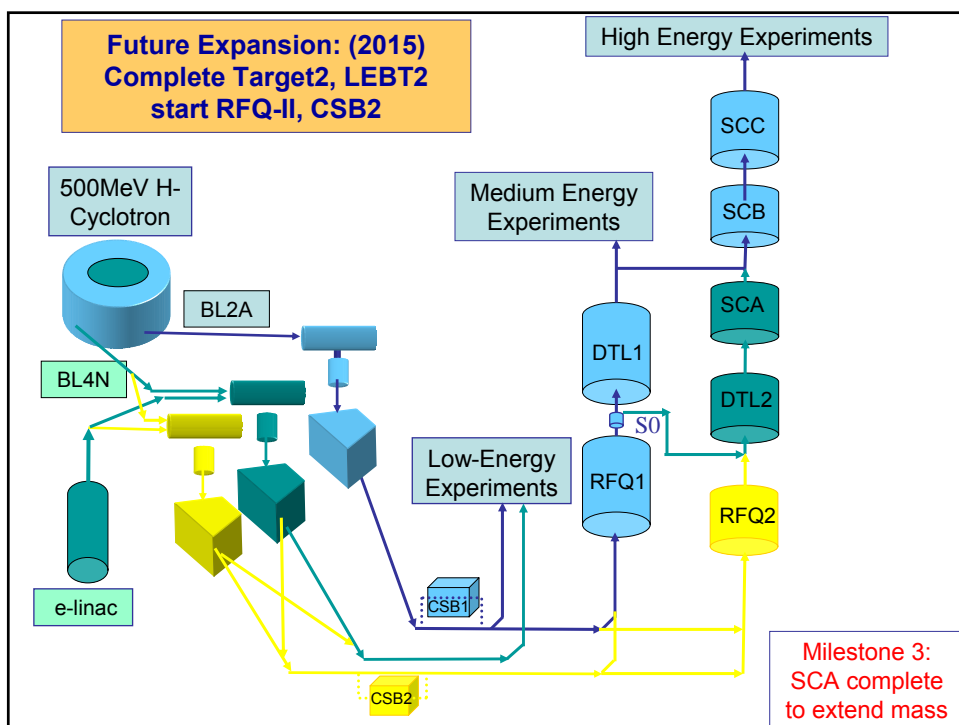 Future Expansion: (2015)
Complete Target2, LEBT2
start RFQ-II, CSB2
High Energy Experiments
SCC
SCB
SCA
DTL2
RFQ2
Medium Energy
Experiments
DTL1
S0
RFQ1
500MeV H-
Cyclotron
BL2A
BL4N
e-linac
Low-Energy
Experiments
CSB1
CSB2
Milestone 3:
SCA complete
to extend mass